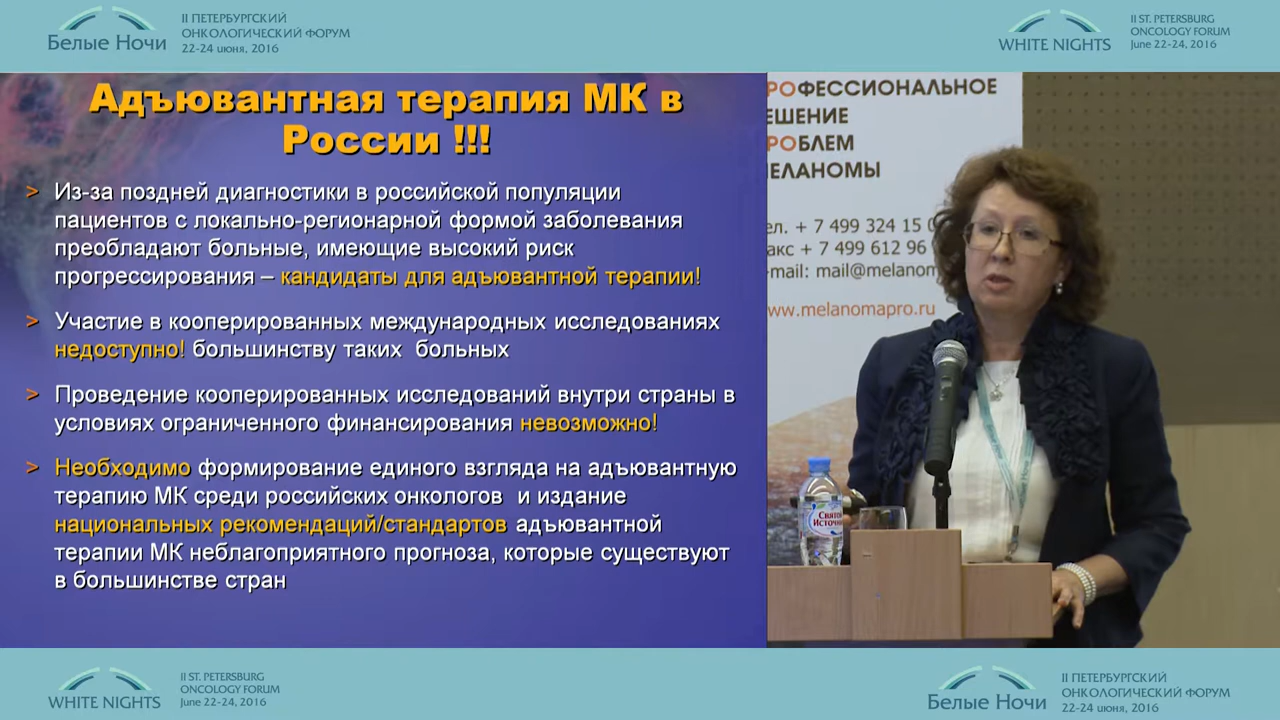 Белые Ночи
II ПЕТЕРБУРГСКИЙ
ОНКОЛОГИЧЕСКИЙ ФОРУМ
22-24 июня, 2016
WHITE NIGHTS
II ST. PETERSBURG
ONCOLOGY FORUM
June 22-24, 2016
Адъювантная терапия МК в
России !!!
> Из-за поздней диагностики в российской популяции
пациентов с локально-регионарной формой заболевания
преобладают больные, имеющие высокий риск
прогрессирования – кандидаты для адъювантной терапии!
> Участие в кооперированных международных исследованиях
недоступно! большинству таких больных
> Проведение кооперированных исследований внутри страны в
условиях ограниченного финансирования невозможно!
> Необходимо формирование единого взгляда на адъювантную
терапию МК среди российских онкологов и издание
национальных рекомендаций/стандартов адъювантной
терапии МК неблагоприятного прогноза, которые существуют
в большинстве стран
РОФЕССИОНАЛЬНОЕ
ЕШЕНИЕ
РОБЛЕМ
ЕЛАНОМЫ
ел. + 7 499 324 15
акс + 7 499 612 96
-mail: mail@melanom
ww.melanomapro.ru
Святой
Источник
WHITE NIGHTS
II ST. PETERSBURG
ONCOLOGY FORUM
June 22-24, 2016
Белые Ночи
II ПЕТЕРБУРГСКИЙ
ОНКОЛОГИЧЕСКИЙ ФОРУМ
22-24 июня, 2016